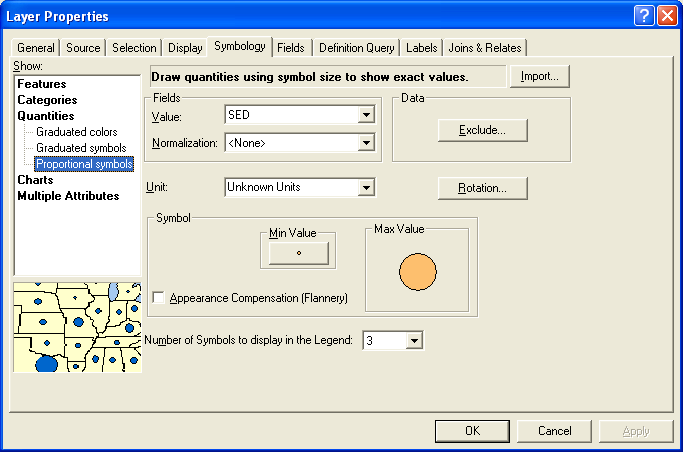 Layer Properties
General Source Selection Display Symbology Fields Definition Query Labels Joins & Relates
Show:
Features
Categories
Quantities
Graduated colors
Graduated symbols
Proportional symbols
Charts
Multiple Attributes
Draw quantities using symbol size to show exact values.
Import...
Fields
Value: SED
Normalization: <None>
Data
Exclude...
Unit: Unknown Units
Rotation...
Symbol
Min Value
Max Value
Appearance Compensation (Flannery)
Number of Symbols to display in the Legend: 3
OK Cancel Apply